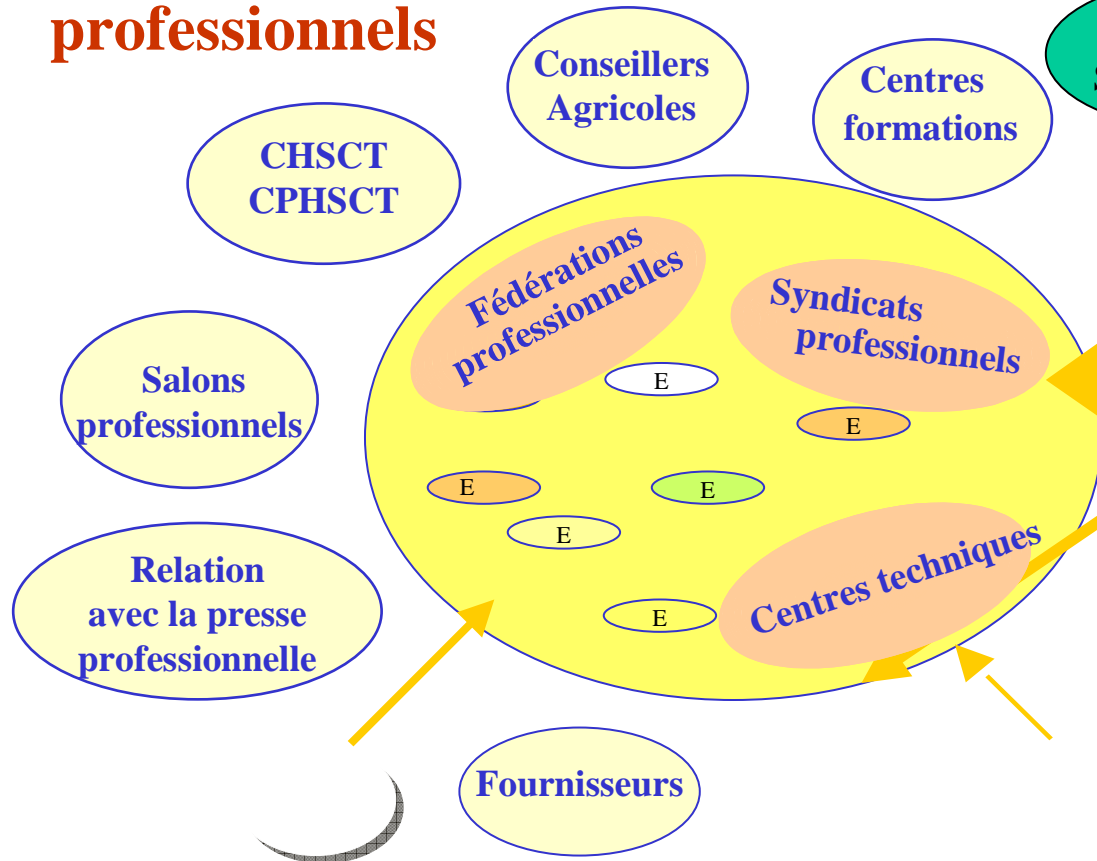 professionnels
Conseillers
Agricoles
Centres
formations
CHSCT
CPHSCT
Fédérations
professionnelles
Syndicats
professionnels
E
Salons
professionnels
E
E
E
E
Relation
avec la presse
professionnelle
Centres techniques
E
Fournisseurs